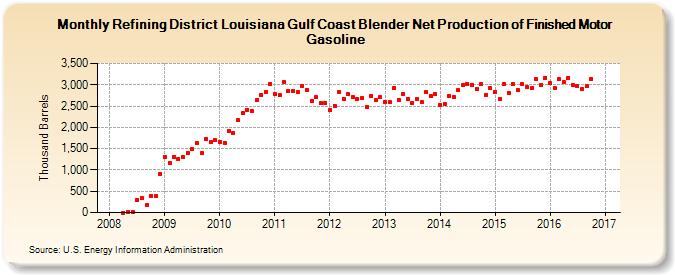 Monthly Refining District Louisiana Gulf Coast Blender Net Production of Finished Motor
Gasoline
Thousand Barrels
3,500
3,000
2,500
2,000
1,500
1,000
500
0
2008 2009 2010 2011 2012 2013 2014 2015 2016 2017
Source: U.S. Energy Information Administration